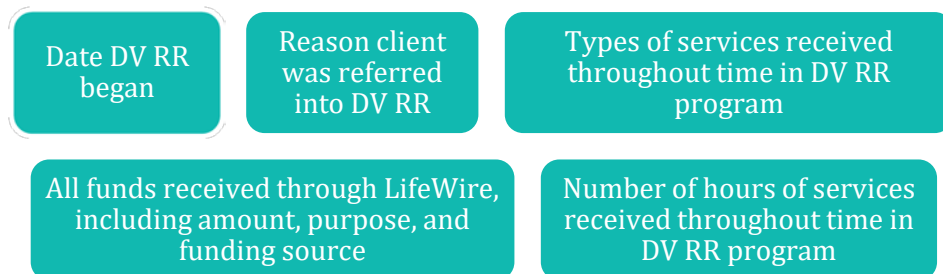 Date DV RR
began
Reason client
was referred
into DV RR
Types of services received
throughout time in DV RR
program
All funds received through LifeWire,
including amount, purpose, and
funding source
Number of hours of services
received throughout time in
DV RR program